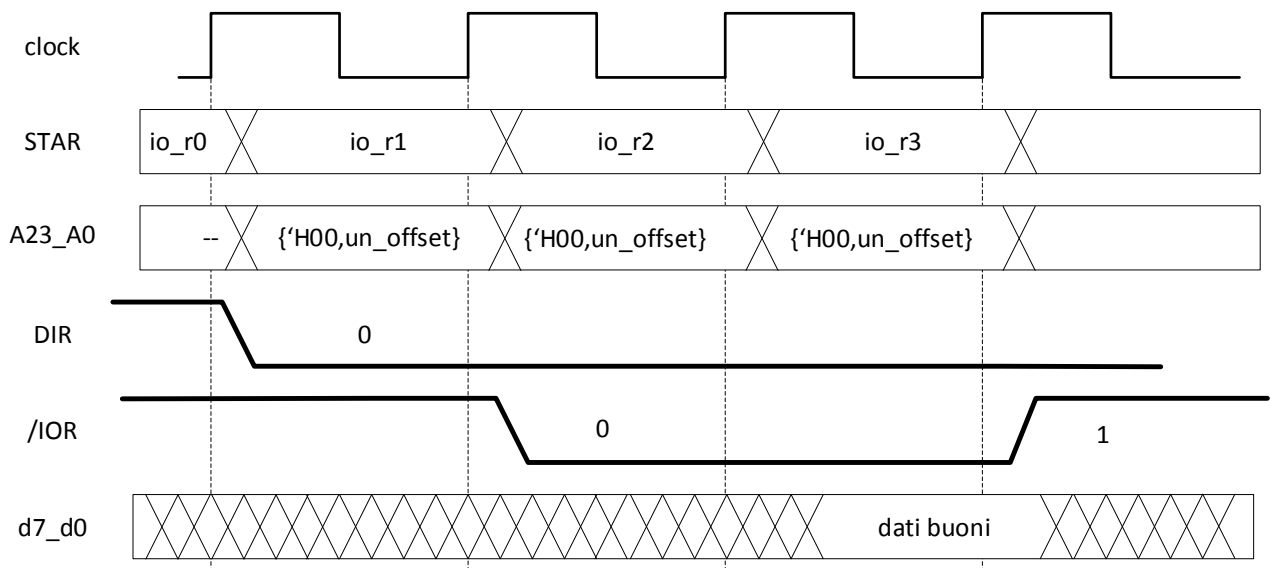 clock
STAR io_r0 io_r1 io_r2 io_r3
A23_A0 -- {‘H00,un_offset} {‘H00,un_offset} {‘H00,un_offset}
DIR 0
/IOR 0 1
d7_d0 dati buoni